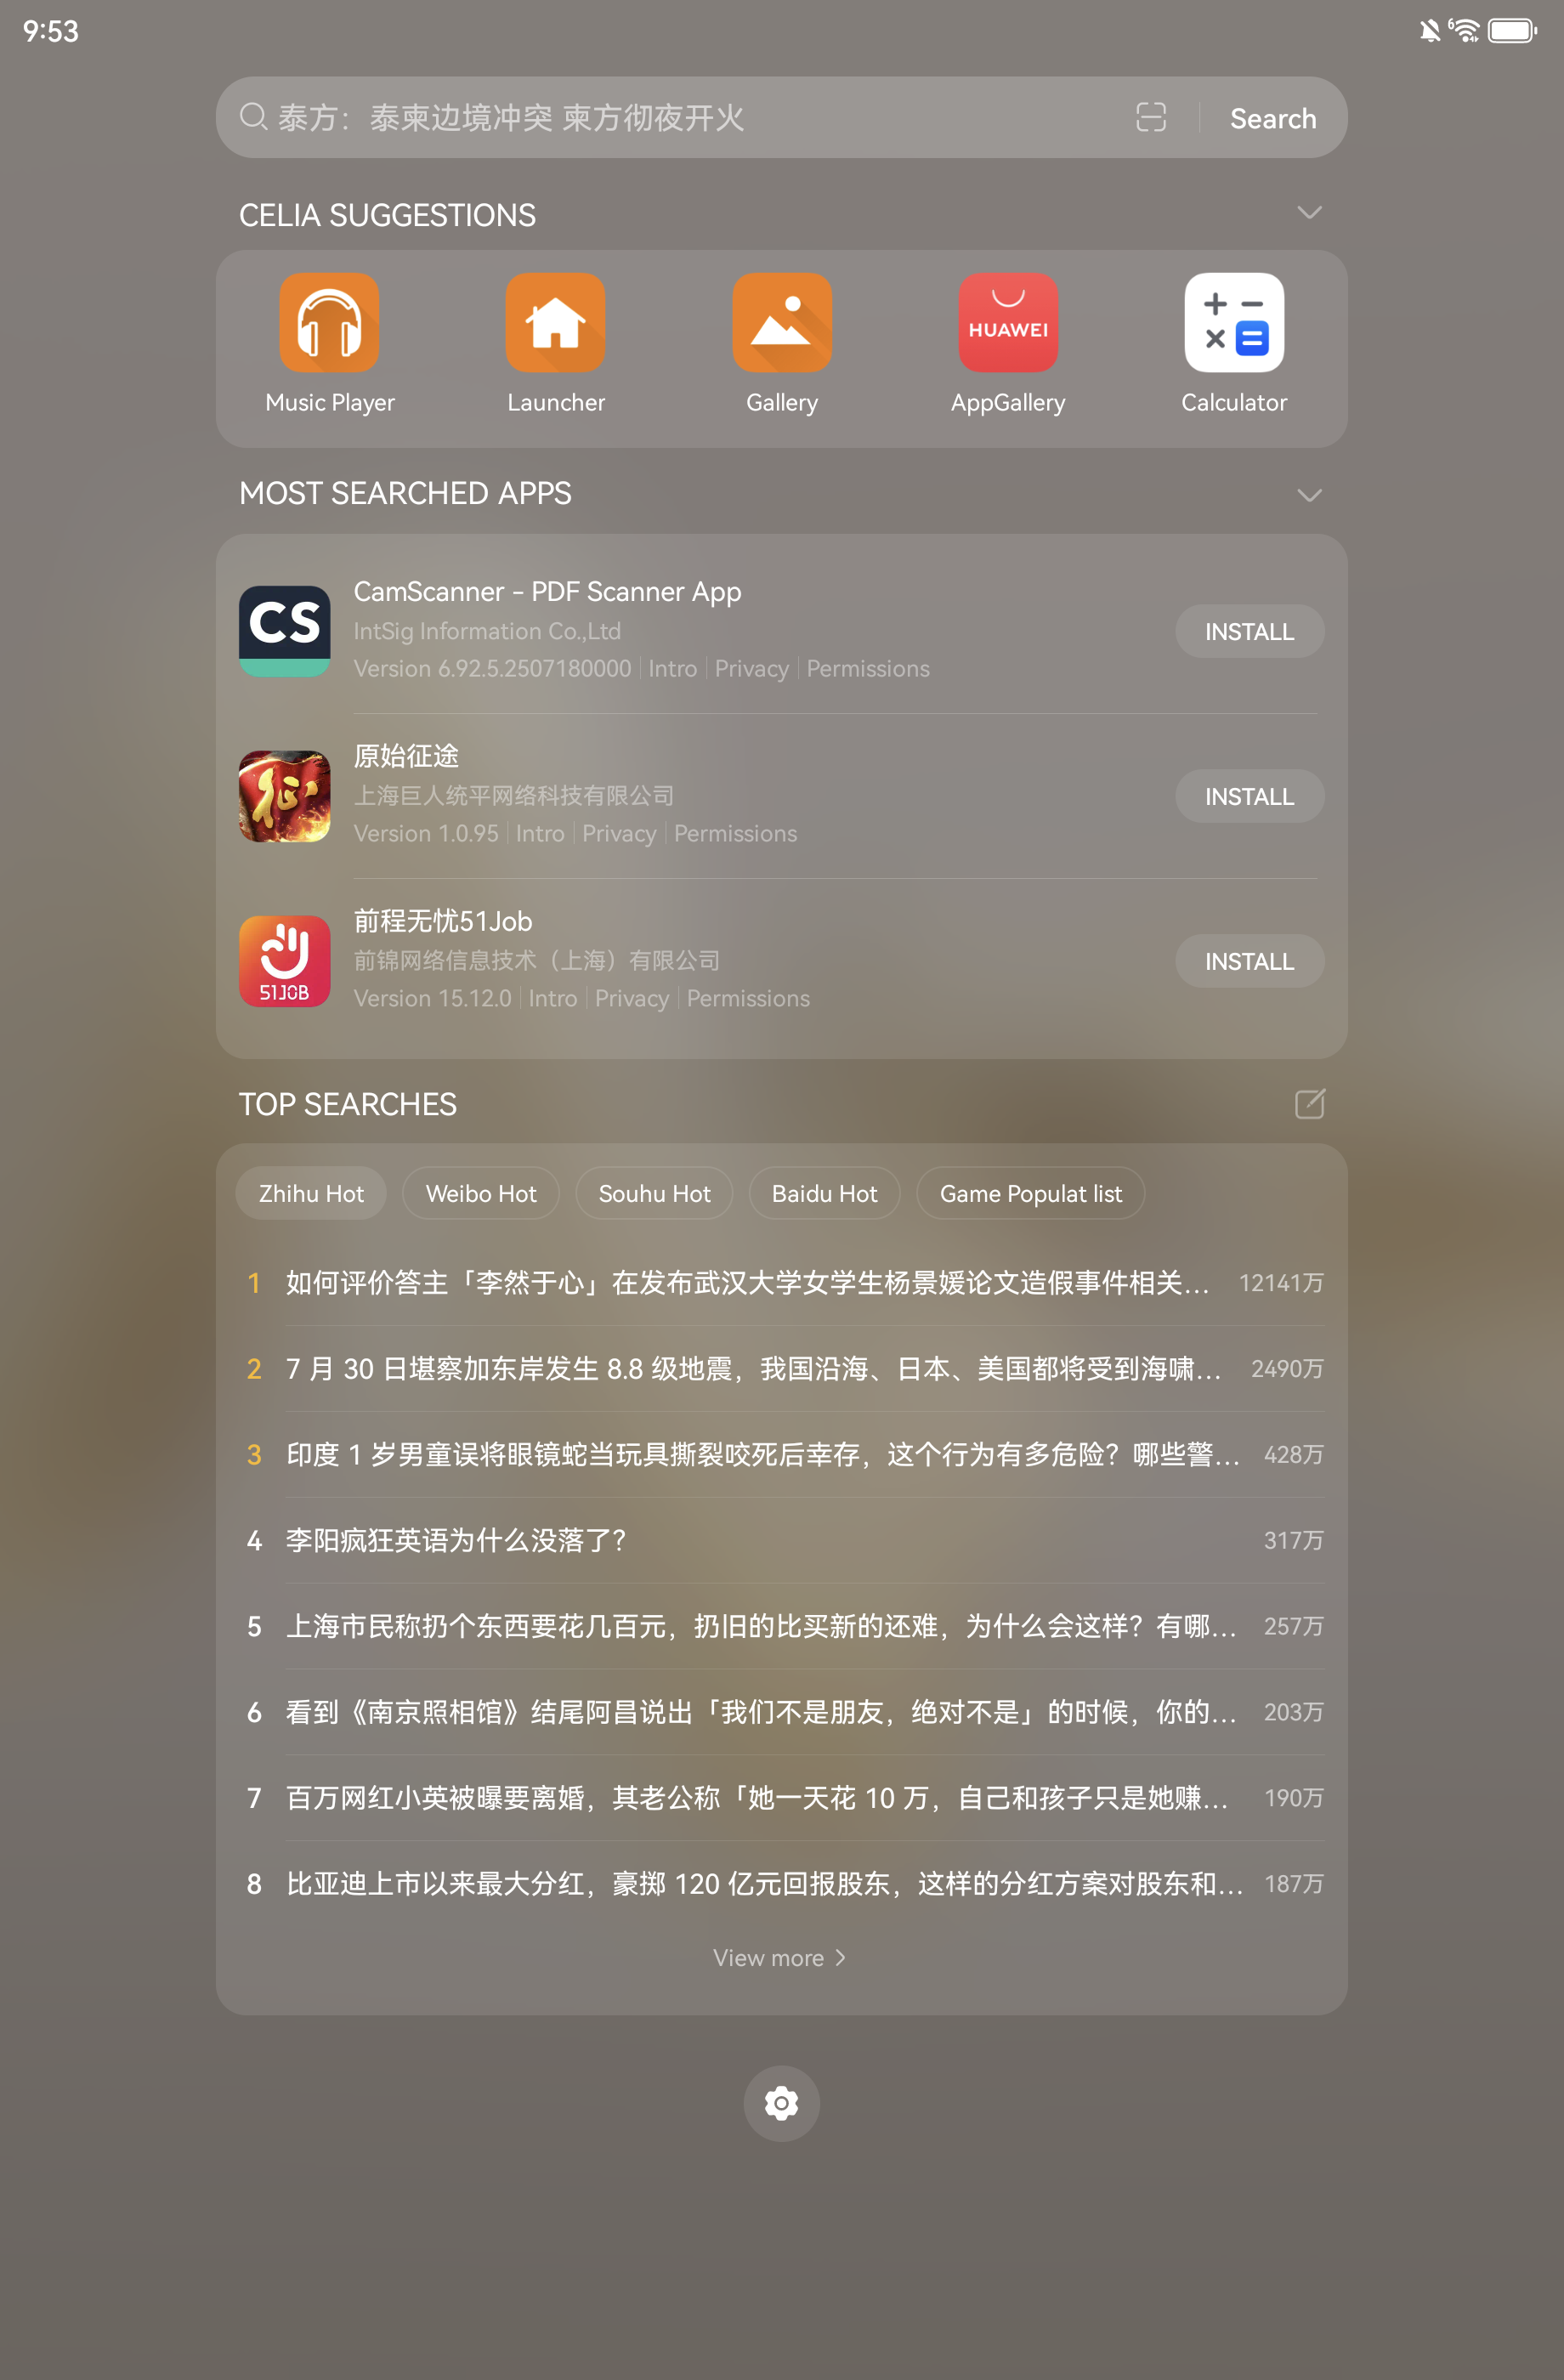 9:53
6
泰方：泰柬边境冲突 柬方彻夜开火
Search
CELIA SUGGESTIONS
HUAWEI
Music Player
Launcher
Gallery
AppGallery
Calculator
MOST SEARCHED APPS
CS
CamScanner - PDF Scanner App
IntSig Information Co.,Ltd
Version 6.92.5.2507180000 | Intro | Privacy | Permissions
INSTALL
征
原始征途
上海巨人统平网络科技有限公司
Version 1.0.95 | Intro | Privacy | Permissions
INSTALL
51JOB
前程无忧51Job
前锦网络信息技术（上海）有限公司
Version 15.12.0 | Intro | Privacy | Permissions
INSTALL
TOP SEARCHES
Zhihu Hot
Weibo Hot
Souhu Hot
Baidu Hot
Game Populat list
1 如何评价答主「李然于心」在发布武汉大学女学生杨景媛论文造假事件相关... 12141万
2 7 月 30 日堪察加东岸发生 8.8 级地震，我国沿海、日本、美国都将受到海啸... 2490万
3 印度 1 岁男童误将眼镜蛇当玩具撕裂咬死后幸存，这个行为有多危险？哪些警... 428万
4 李阳疯狂英语为什么没落了？ 317万
5 上海市民称扔个东西要花几百元，扔旧的比买新的还难，为什么会这样？有哪... 257万
6 看到《南京照相馆》结尾阿昌说出「我们不是朋友，绝对不是」的时候，你的... 203万
7 百万网红小英被曝要离婚，其老公称「她一天花 10 万，自己和孩子只是她赚... 190万
8 比亚迪上市以来最大分红，豪掷 120 亿元回报股东，这样的分红方案对股东和... 187万
View more